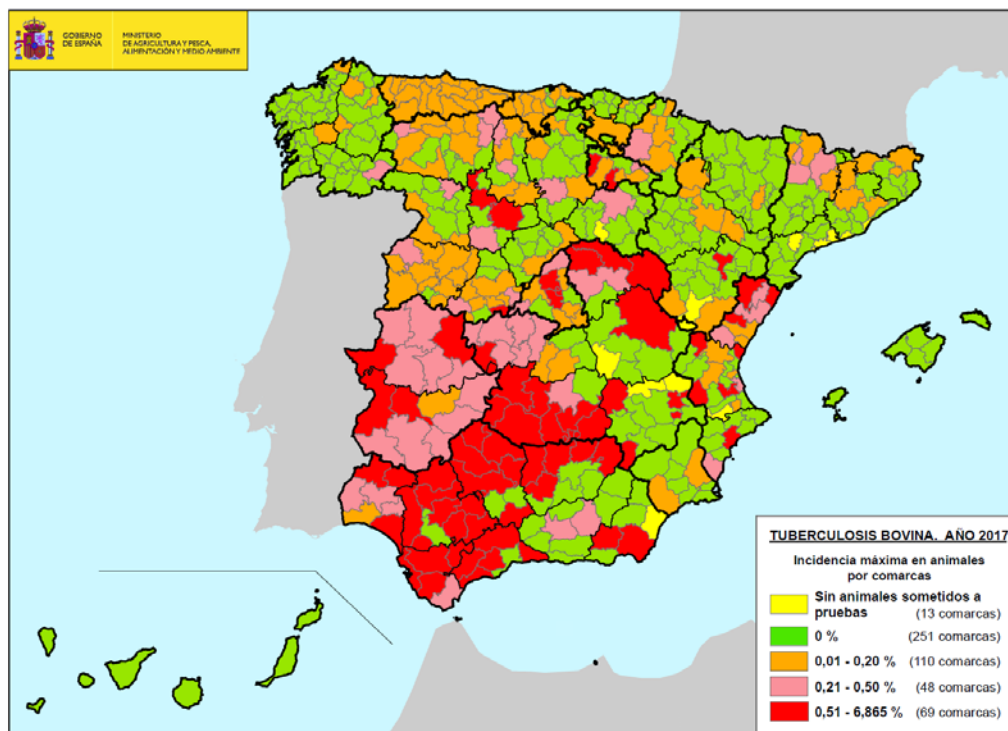 GOBIERNO
DE ESPAÑA
MINISTERIO
DE AGRICULTURA Y PESCA,
ALIMENTACIÓN Y MEDIO AMBIENTE
TUBERCULOSIS BOVINA. AÑO 2017
Incidencia máxima en animales
por comarcas
Sin animales sometidos a
pruebas (13 comarcas)
0 % (251 comarcas)
0,01 - 0,20 % (110 comarcas)
0,21 - 0,50 % (48 comarcas)
0,51 - 6,865 % (69 comarcas)